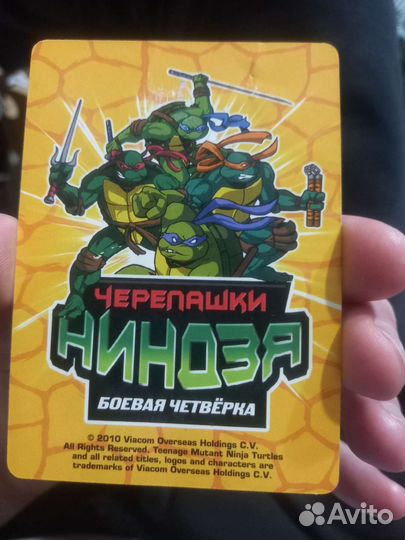 ЧЕРЕПАШКИ
НИНДЗЯ
БОЕВАЯ ЧЕТВЁРКА
© 2010 Viacom Overseas Holdings C.V.
All Rights Reserved. Teenage Mutant Ninja Turtles
and all related titles, logos and characters are
trademarks of Viacom Overseas Holdings C.V.
Avito